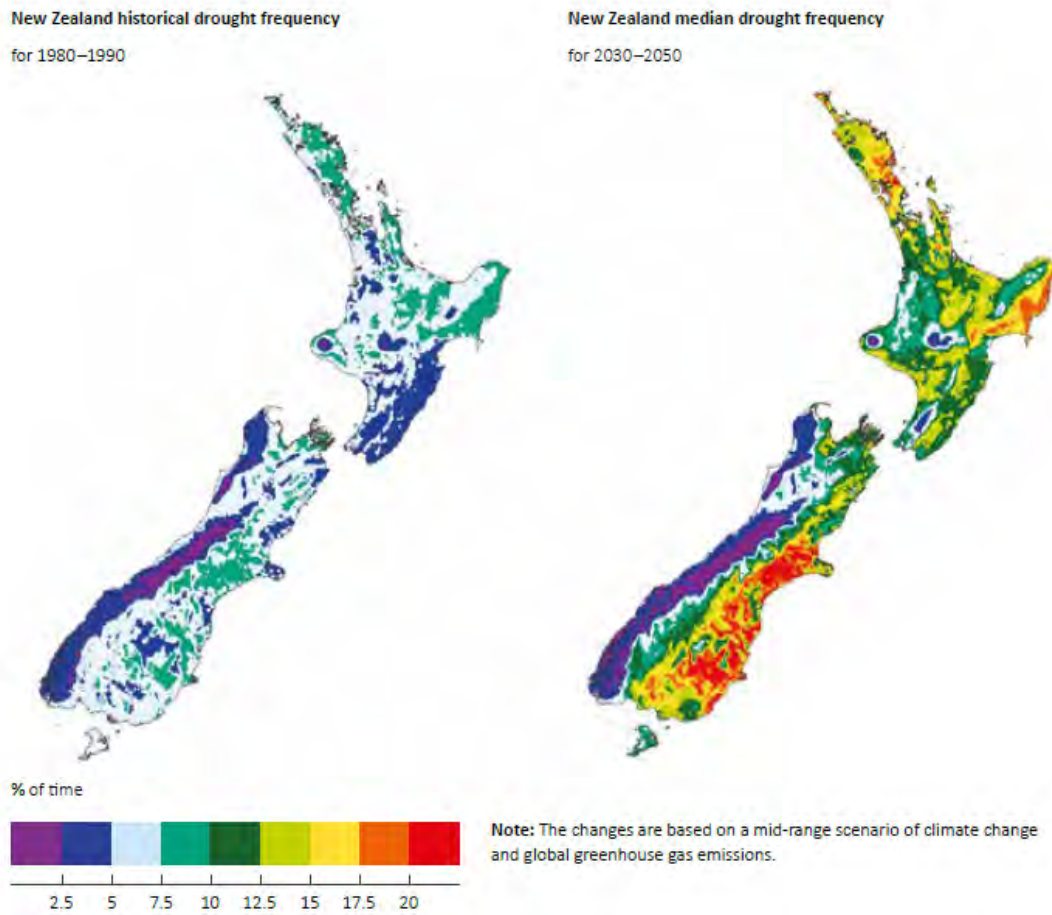 New Zealand historical drought frequency
for 1980–1990
New Zealand median drought frequency
for 2030–2050
% of time
2.5 5 7.5 10 12.5 15 17.5 20
Note: The changes are based on a mid-range scenario of climate change
and global greenhouse gas emissions.